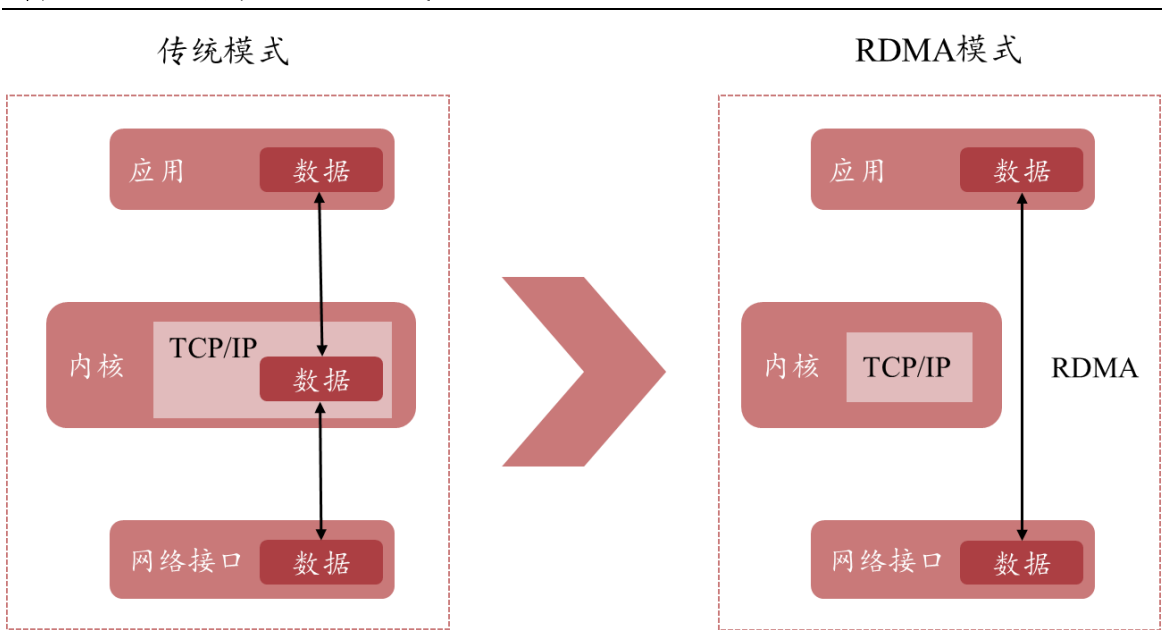 传统模式
应用 数据
TCP/IP
内核 数据
网络接口 数据
RDMA模式
应用 数据
内核 TCP/IP RDMA
网络接口 数据